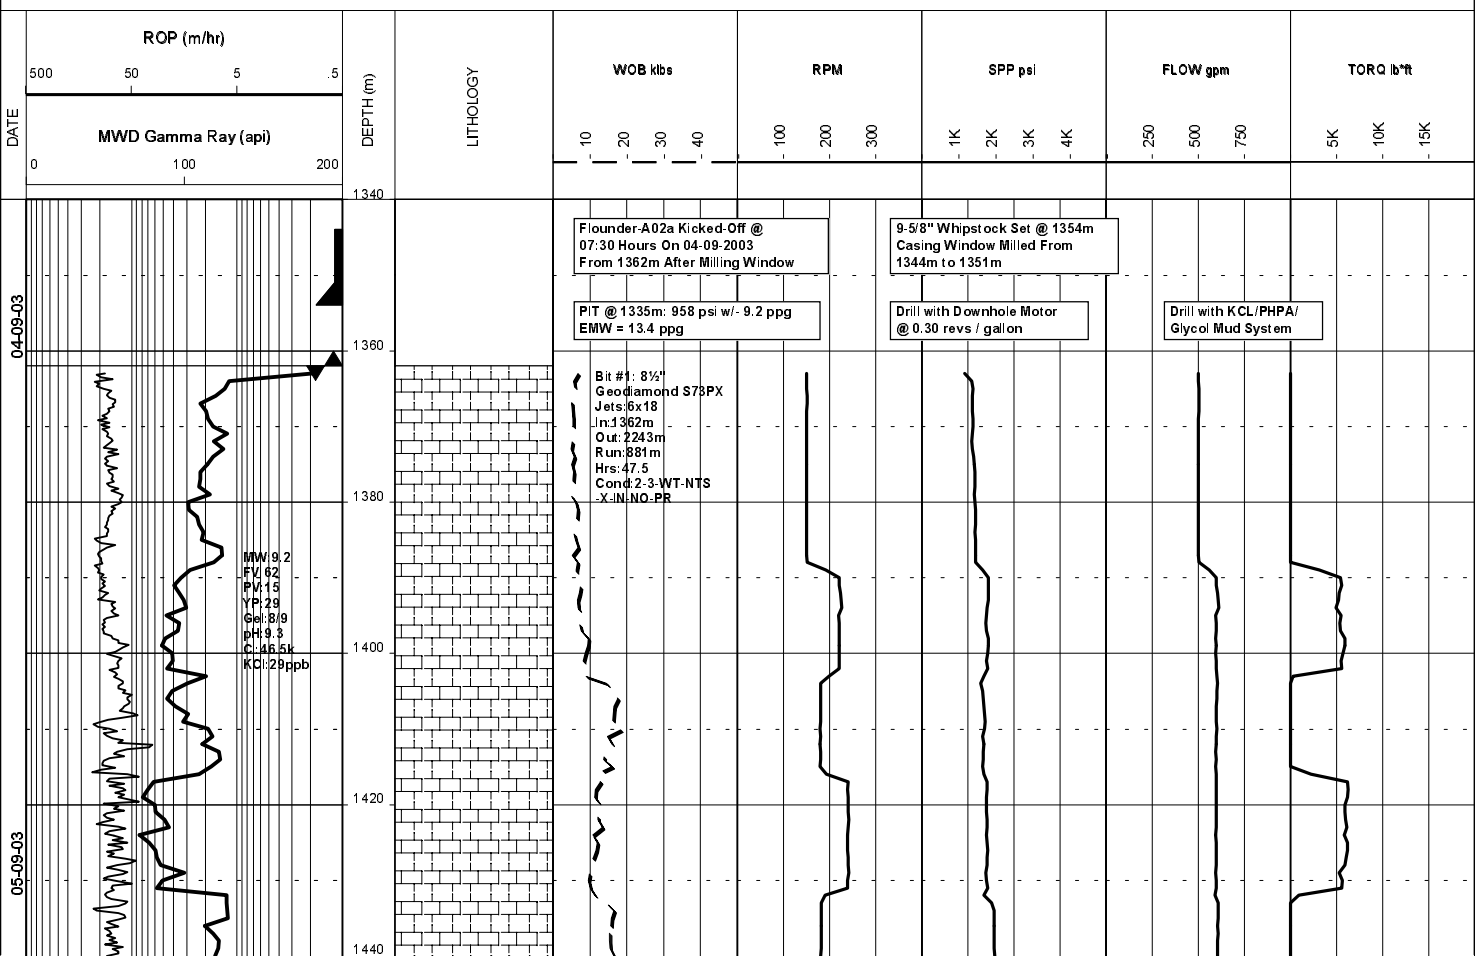 ROP (m/hr)
500 50 5 .5
DATE
MWD Gamma Ray (api)
0 100 200
DEPTH (m)
LITHOLOGY
WOB klbs
10 20 30 40
RPM
100 200 300
SPP psi
1K 2K 3K 4K
FLOW gpm
250 500 750
TORQ lb*ft
5K 10K 15K
1340
1360
1380
1400
1420
1440
04-09-03
05-09-03
Flounder-A02a Kicked-Off @
07:30 Hours On 04-09-2003
From 1362m After Milling Window
9-5/8" Whipstock Set @ 1354m
Casing Window Milled From
1344m to 1351m
PIT @ 1335m: 958 psi w/- 9.2 ppg
EMW = 13.4 ppg
Drill with Downhole Motor
@ 0.30 revs / gallon
Drill with KCL/PHPA/
Glycol Mud System
Bit #1: 8½"
Geodiamond S73PX
Jets:6x18
In:1362m
Out:2243m
Run:881m
Hrs:47.5
Cond:2-3-WT-NTS
-X-IN-NO-PR
MW:9.2
FV 62
PV:15
YP:29
Gel:8/9
pH:9.3
C:46.5k
KCl:29ppb